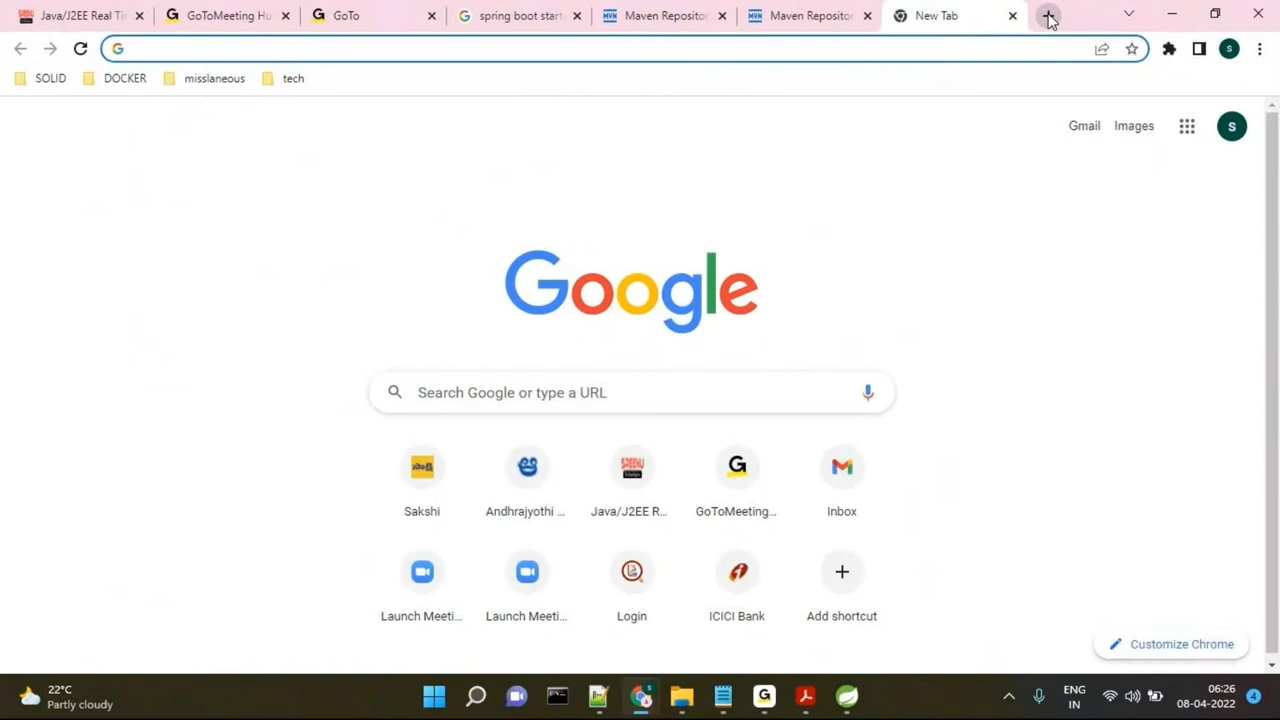 Java/J2EE Real Ti
GoToMeeting Hu
GoTo
spring boot start
Maven Reposito
Maven Reposito
New Tab
S
SOLID
DOCKER
misslaneous
tech
Gmail
Images
S
Google
Search Google or type a URL
Sakshi
Andhrajyothi ...
Java/J2EE R...
GoToMeeting...
Inbox
Launch Meeti...
Launch Meeti...
Login
ICICI Bank
Add shortcut
Customize Chrome
22°C
Partly cloudy
ENG
IN
06:26
08-04-2022